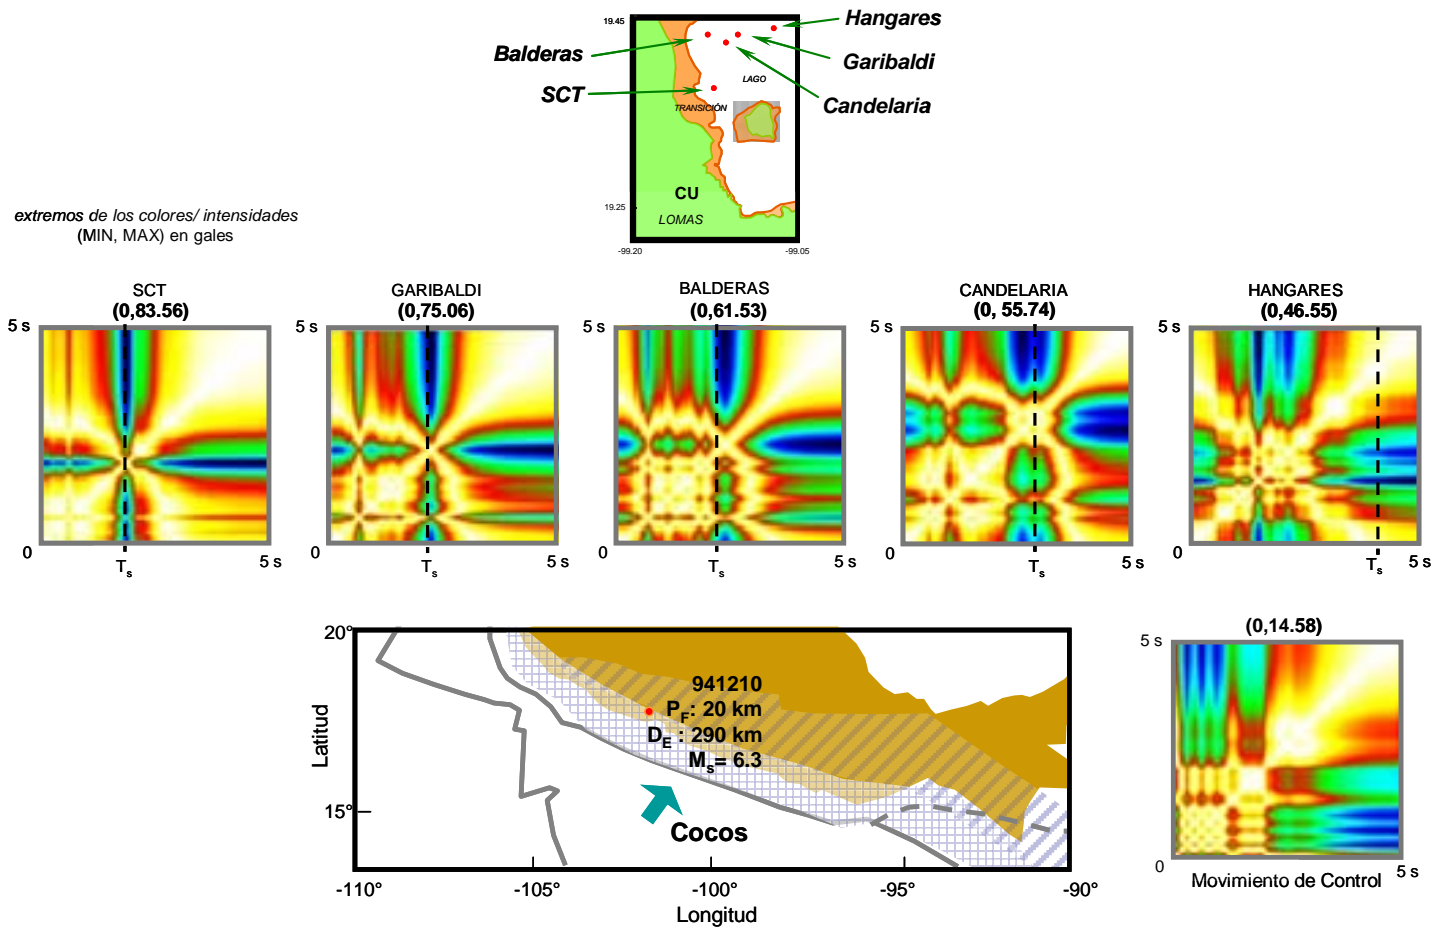 19.45
Hangares
Balderas
Garibaldi
LAGO
SCT
Candelaria
TRANSICIÓN
CU
19.25
LOMAS
-99.20
-99.05
extremos de los colores/ intensidades
(MIN, MAX) en gales
SCT
(0,83.56)
5 s
0
Ts
5 s
GARIBALDI
(0,75.06)
5 s
0
Ts
5 s
BALDERAS
(0,61.53)
5 s
0
Ts
5 s
CANDELARIA
(0, 55.74)
5 s
0
Ts
5 s
HANGARES
(0,46.55)
5 s
0
Ts
5 s
20°
941210
PF: 20 km
DE : 290 km
Ms= 6.3
Latitud
15°
Cocos
-110°
-105°
-100°
-95°
-90°
Longitud
(0,14.58)
5 s
0
5 s
Movimiento de Control